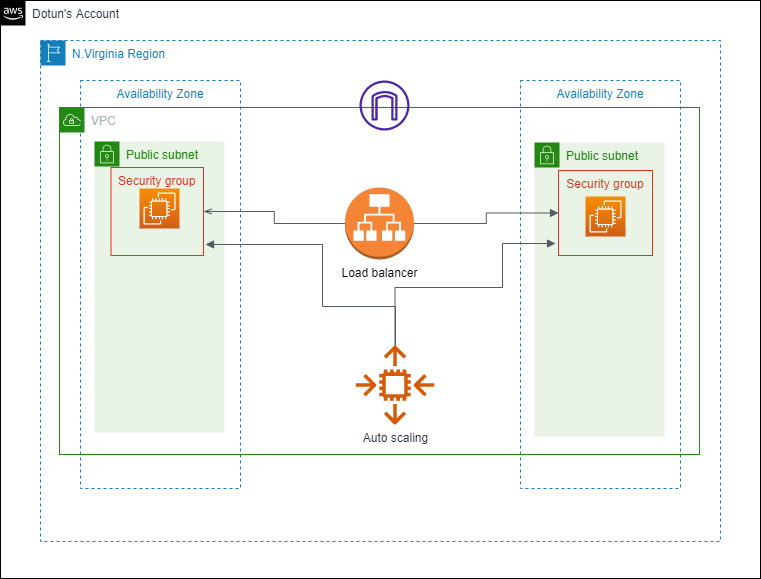 aws
Dotun's Account
N.Virginia Region
Availability Zone
Availability Zone
VPC
Public subnet
Public subnet
Security group
Security group
Load balancer
Auto scaling